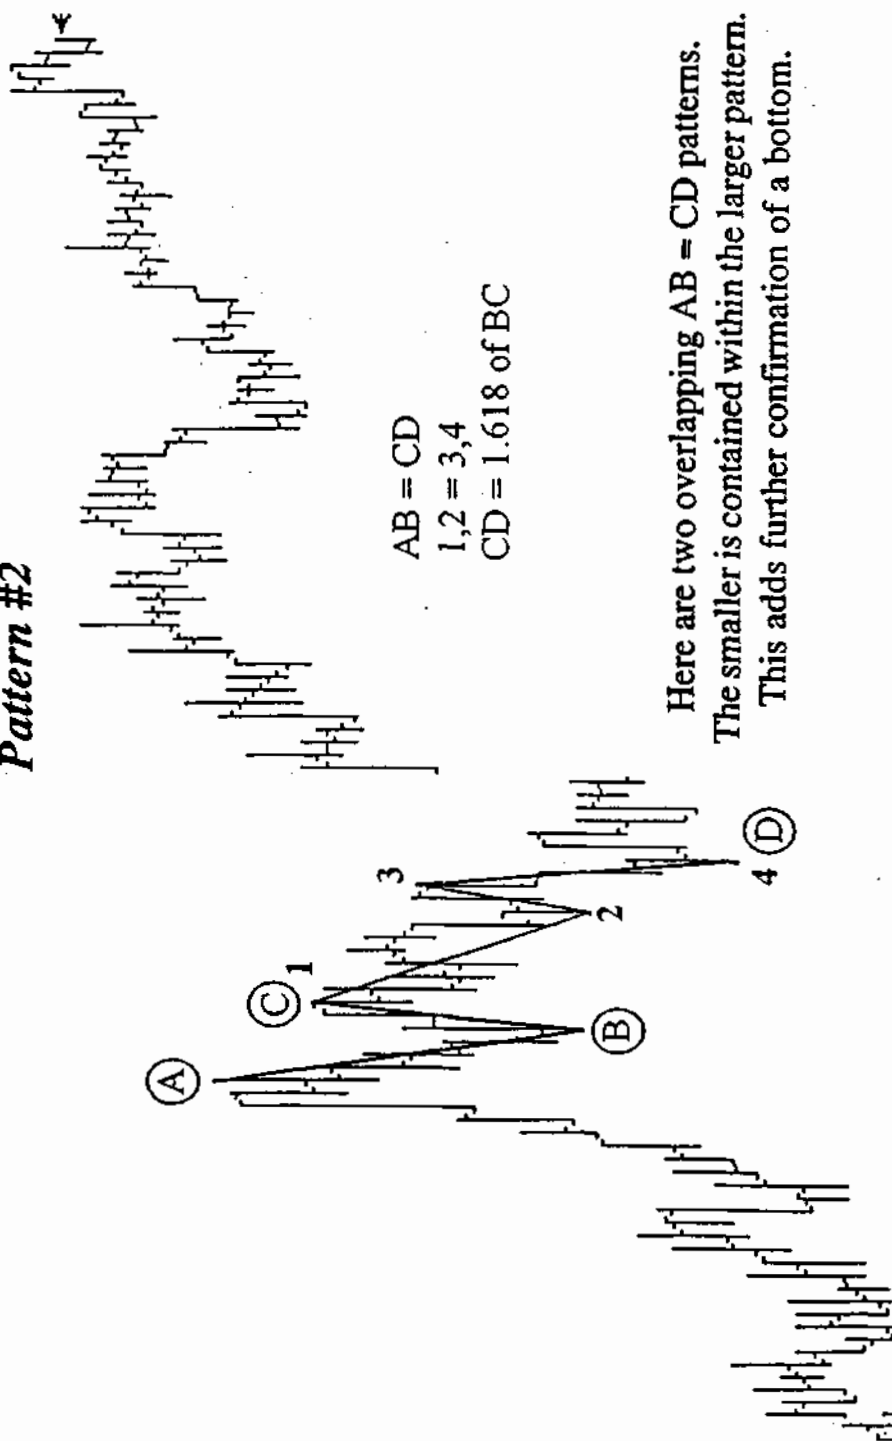 Pattern #2
AB = CD
1,2 = 3,4
CD = 1.618 of BC
A
C
1
B
3
2
4
D
Here are two overlapping AB = CD patterns.
The smaller is contained within the larger pattern.
This adds further confirmation of a bottom.